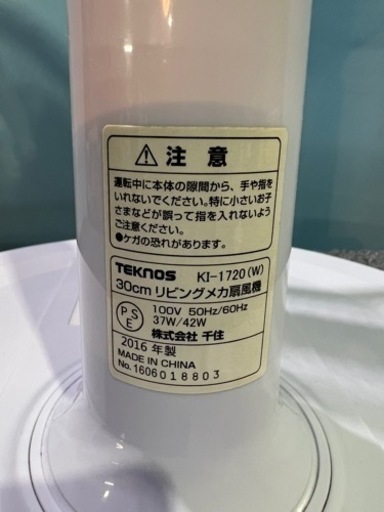 ⚠ 注意
運転中に本体の隙間から、手や指を
いれないでください。特に小さいお子
さまなどが誤って指を入れないよう
ご注意ください。
●ケガの恐れがあります。
TEKNOS KI-1720(W)
30cm リビングメカ扇風機
PSE 100V 50Hz/60Hz
37W/42W
株式会社 千住
2016 年製
MADE IN CHINA
No.1606018803